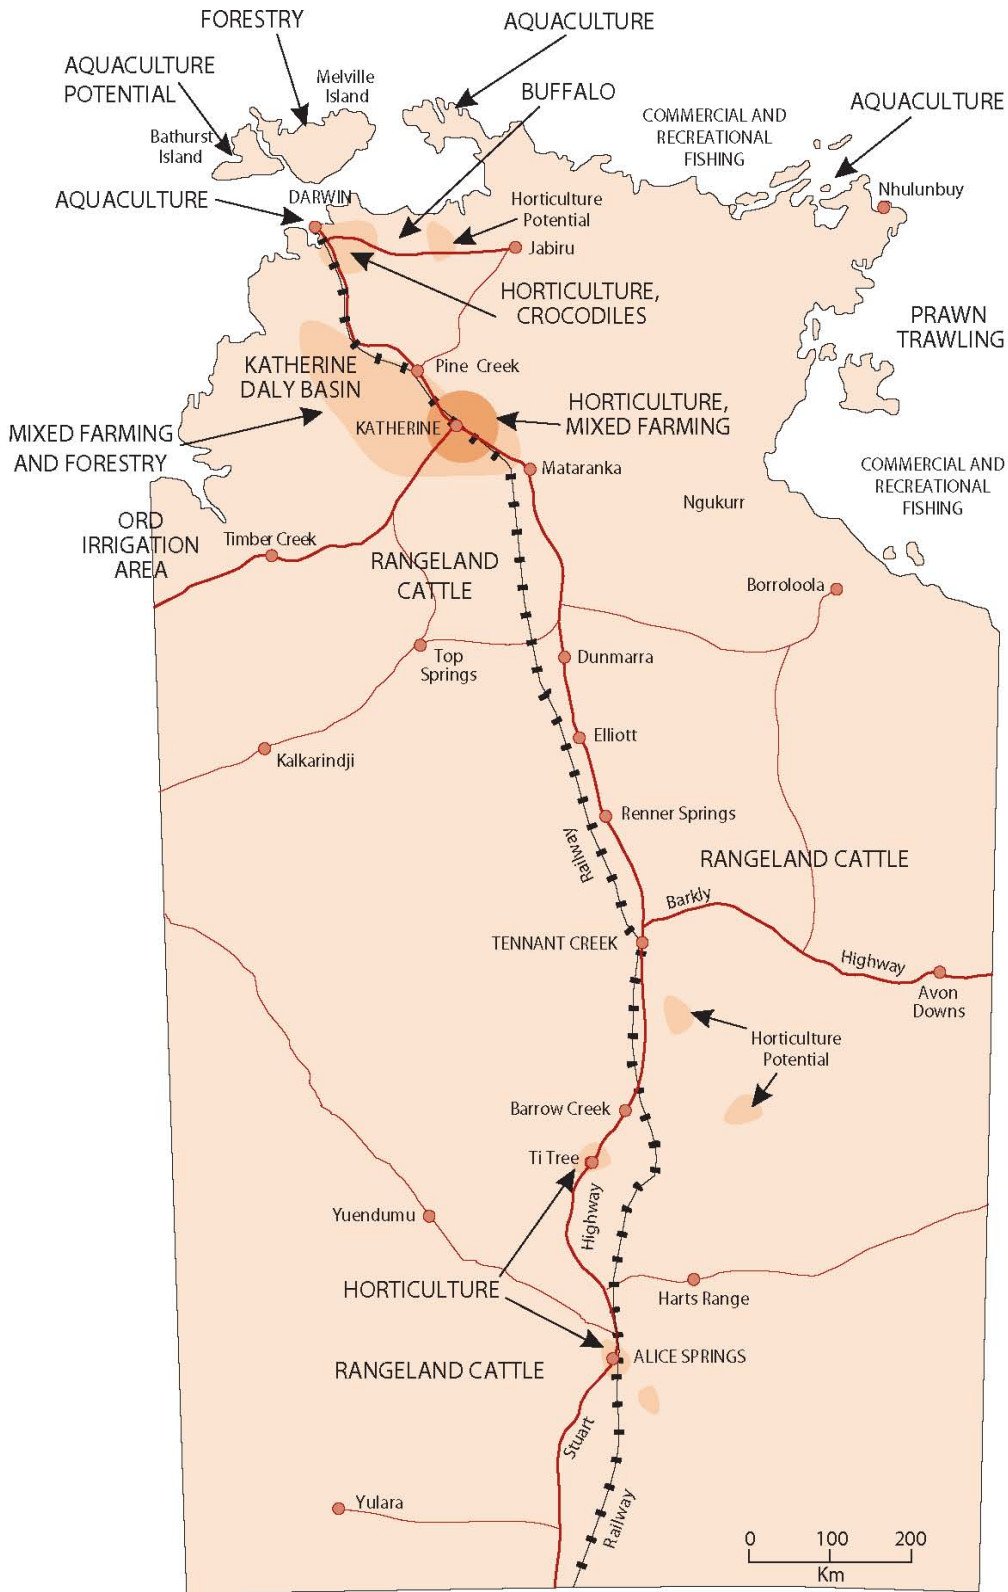 FORESTRY
AQUACULTURE
AQUACULTURE
POTENTIAL
Melville
Island
BUFFALO
AQUACULTURE
COMMERCIAL AND
RECREATIONAL
FISHING
Bathurst
Island
DARWIN
AQUACULTURE
Horticulture
Potential
Nhulunbuy
Jabiru
HORTICULTURE,
CROCODILES
PRAWN
TRAWLING
KATHERINE
DALY BASIN
Pine Creek
HORTICULTURE,
MIXED FARMING
KATHERINE
MIXED FARMING
AND FORESTRY
Mataranka
COMMERCIAL AND
RECREATIONAL
FISHING
Ngukurr
ORD
IRRIGATION
AREA
Timber Creek
RANGELAND
CATTLE
Borroloola
Top
Springs
Dunmarra
Elliott
Kalkarindji
Renner Springs
Railway
RANGELAND CATTLE
Barkly
Highway
TENNANT CREEK
Avon
Downs
Horticulture
Potential
Barrow Creek
Ti Tree
Highway
Yuendumu
HORTICULTURE
Harts Range
ALICE SPRINGS
RANGELAND CATTLE
Stuart
Yulara
Railway
0 100 200
Km